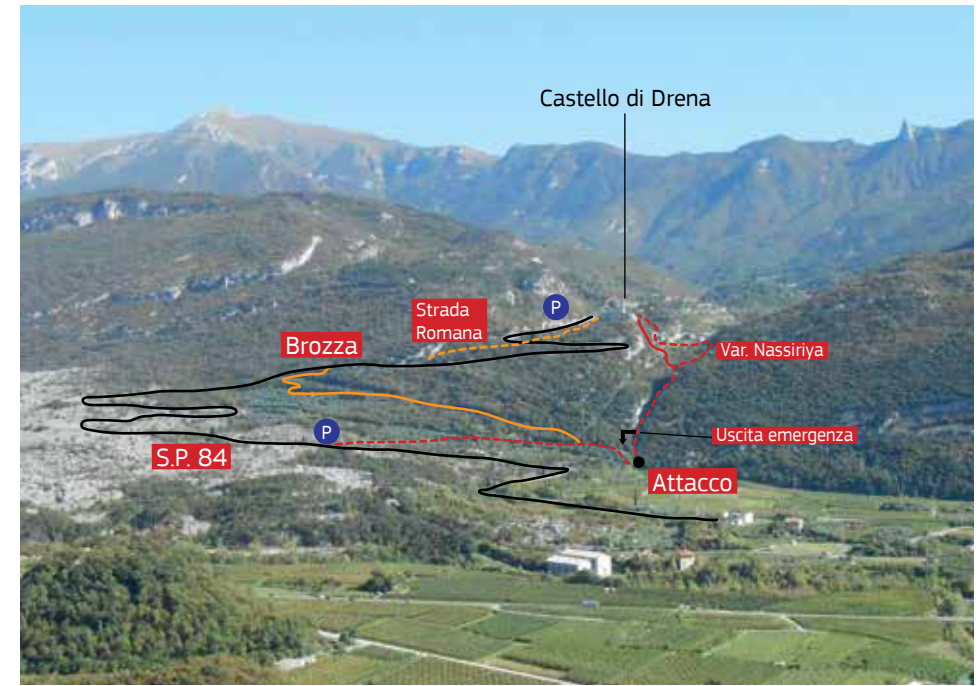 Castello di Drena
P
Strada
Romana
Brozza
Var. Nassiriya
P
Uscita emergenza
S.P. 84
Attacco